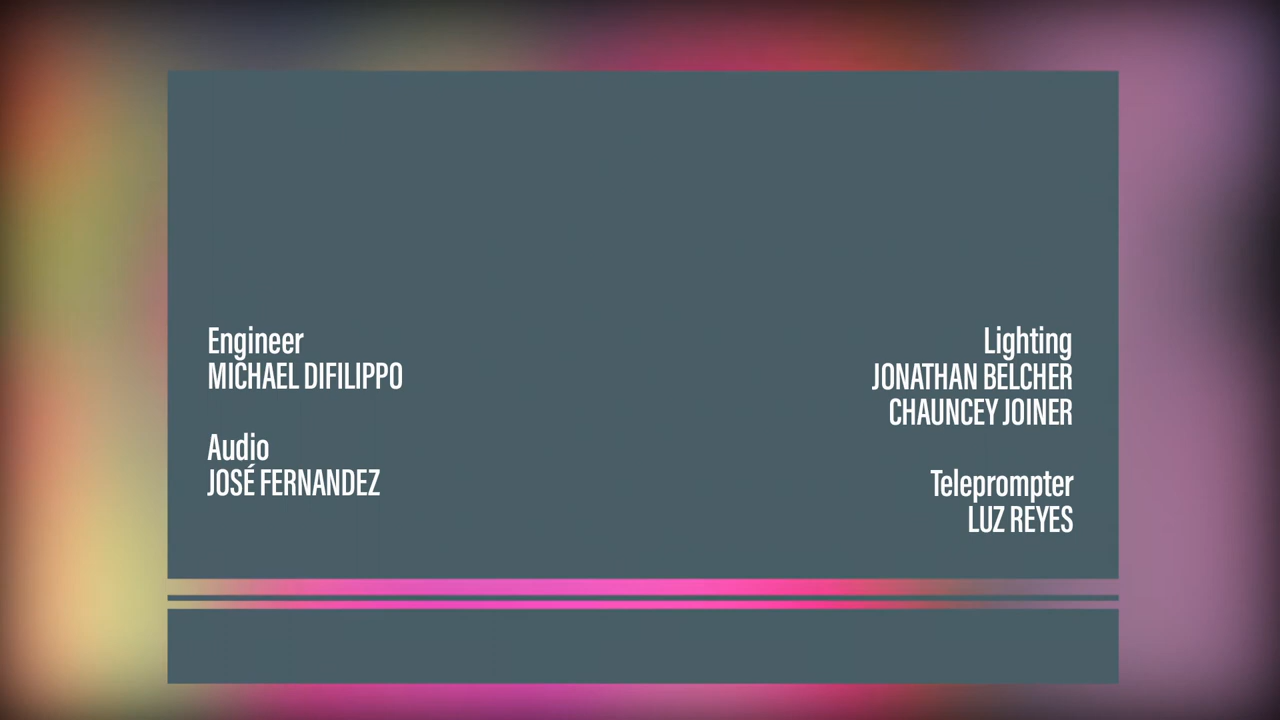 Engineer
MICHAEL DIFILIPPO
Audio
JOSÉ FERNANDEZ
Lighting
JONATHAN BELCHER
CHAUNCEY JOINER
Teleprompter
LUZ REYES